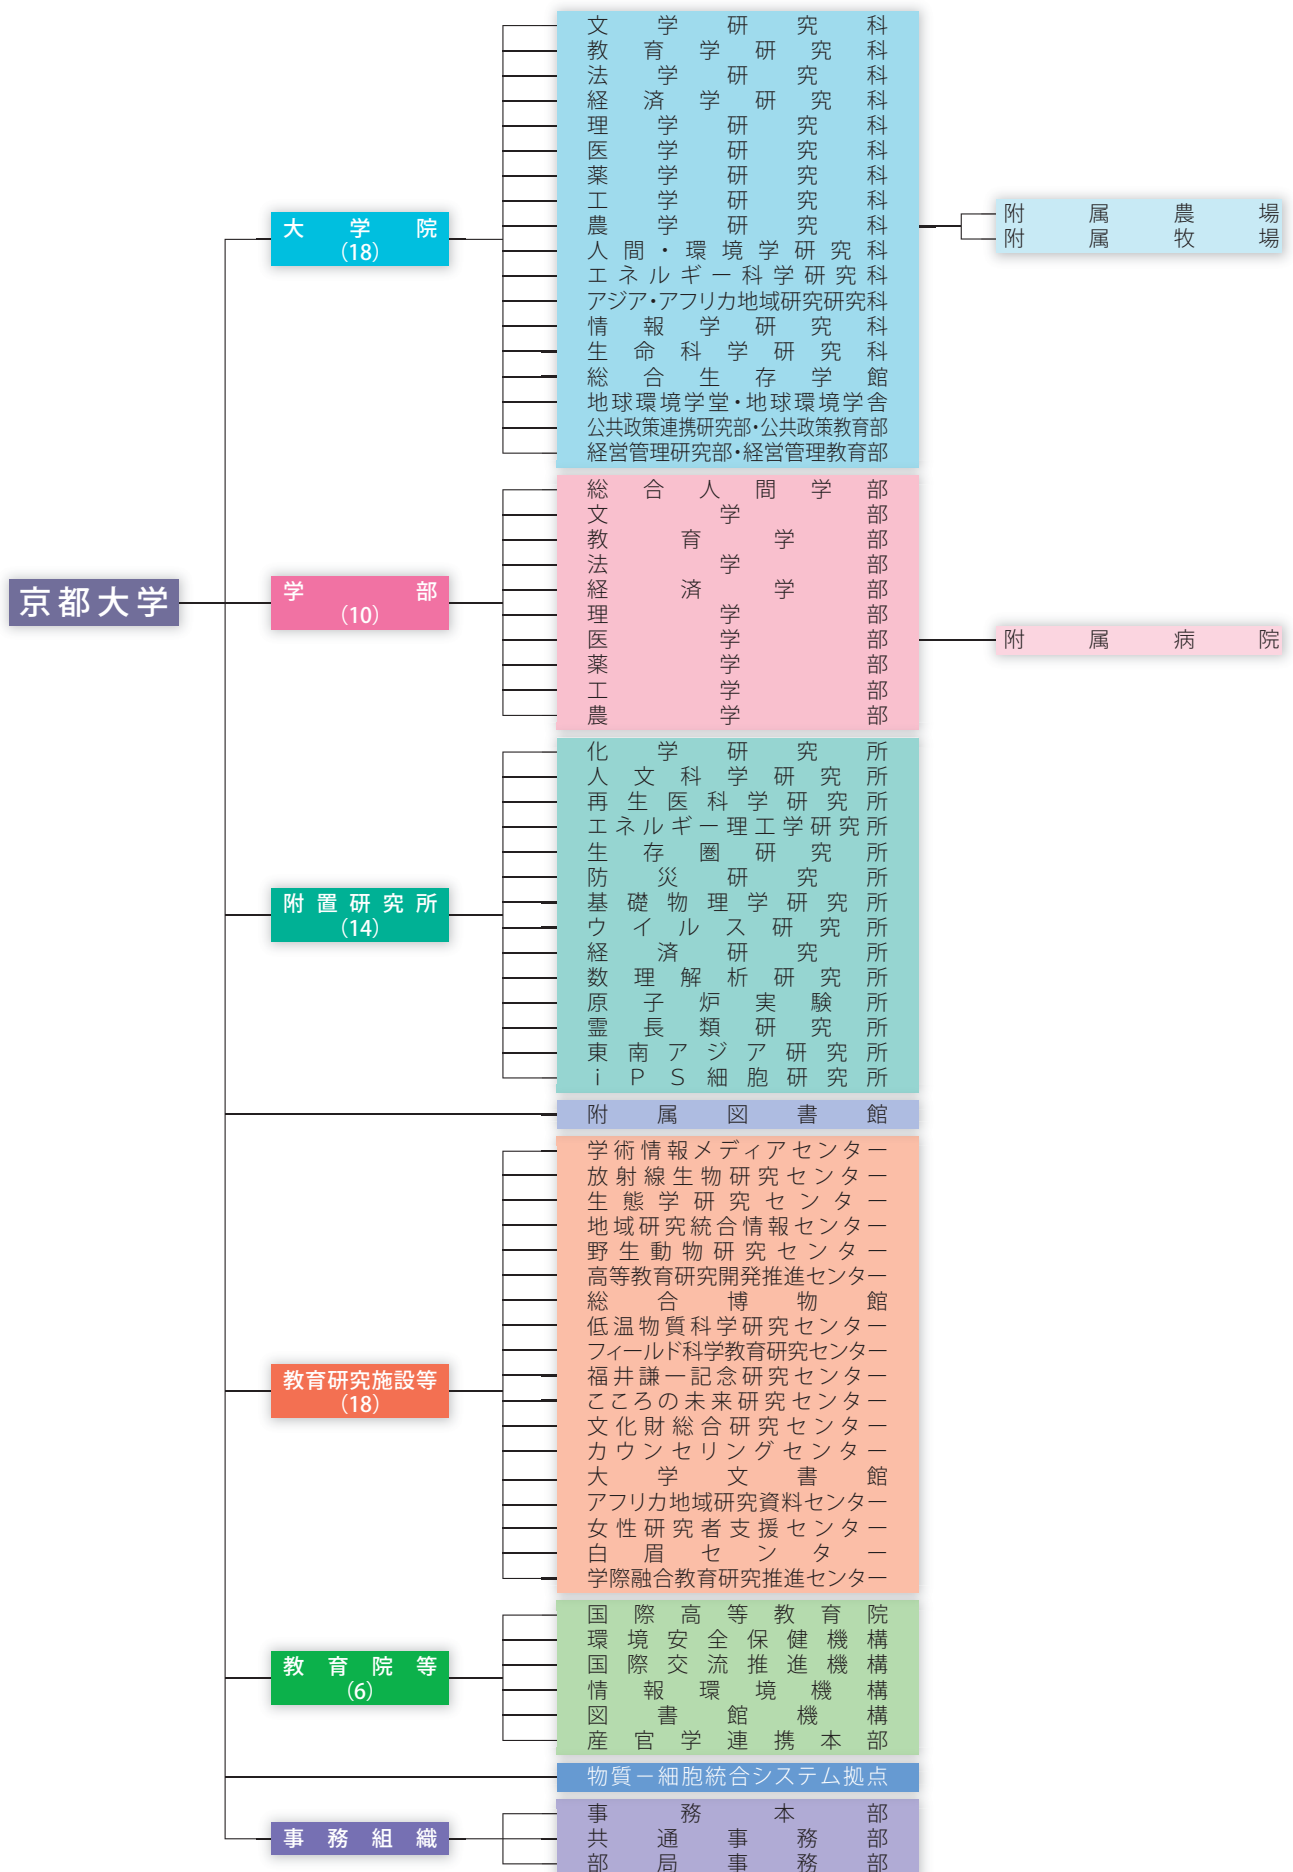 京都大学
大学院
（18）
文学研究科
教育学研究科
法学研究科
経済学研究科
理学研究科
医学研究科
薬学研究科
工学研究科
農学研究科
人間・環境学研究科
エネルギー科学研究科
アジア・アフリカ地域研究研究科
情報学研究科
生命科学研究科
総合生存学館
地球環境学堂・地球環境学舎
公共政策連携研究部・公共政策教育部
経営管理研究部・経営管理教育部
附属農場
附属牧場
学部
（10）
総合人間学部
文学部
教育学部
法学部
経済学部
理学部
医学部
薬学部
工学部
農学部
附属病院
附置研究所
（14）
化学研究所
人文科学研究所
再生医科学研究所
エネルギー理工学研究所
生存圏研究所
防災研究所
基礎物理学研究所
ウイルス研究所
経済研究所
数理解析研究所
原子炉実験所
霊長類研究所
東南アジア研究所
iPS細胞研究所
附属図書館
教育研究施設等
（18）
学術情報メディアセンター
放射線生物研究センター
生態学研究センター
地域研究統合情報センター
野生動物研究センター
高等教育研究開発推進センター
総合博物館
低温物質科学研究センター
フィールド科学教育研究センター
福井謙一記念研究センター
こころの未来研究センター
文化財総合研究センター
カウンセリングセンター
大学文書館
アフリカ地域研究資料センター
女性研究者支援センター
白眉センター
学際融合教育研究推進センター
教育院等
（6）
国際高等教育院
環境安全保健機構
国際交流推進機構
情報環境機構
図書館機構
産官学連携本部
物質－細胞統合システム拠点
事務組織
事務本部
共通事務部
部局事務部